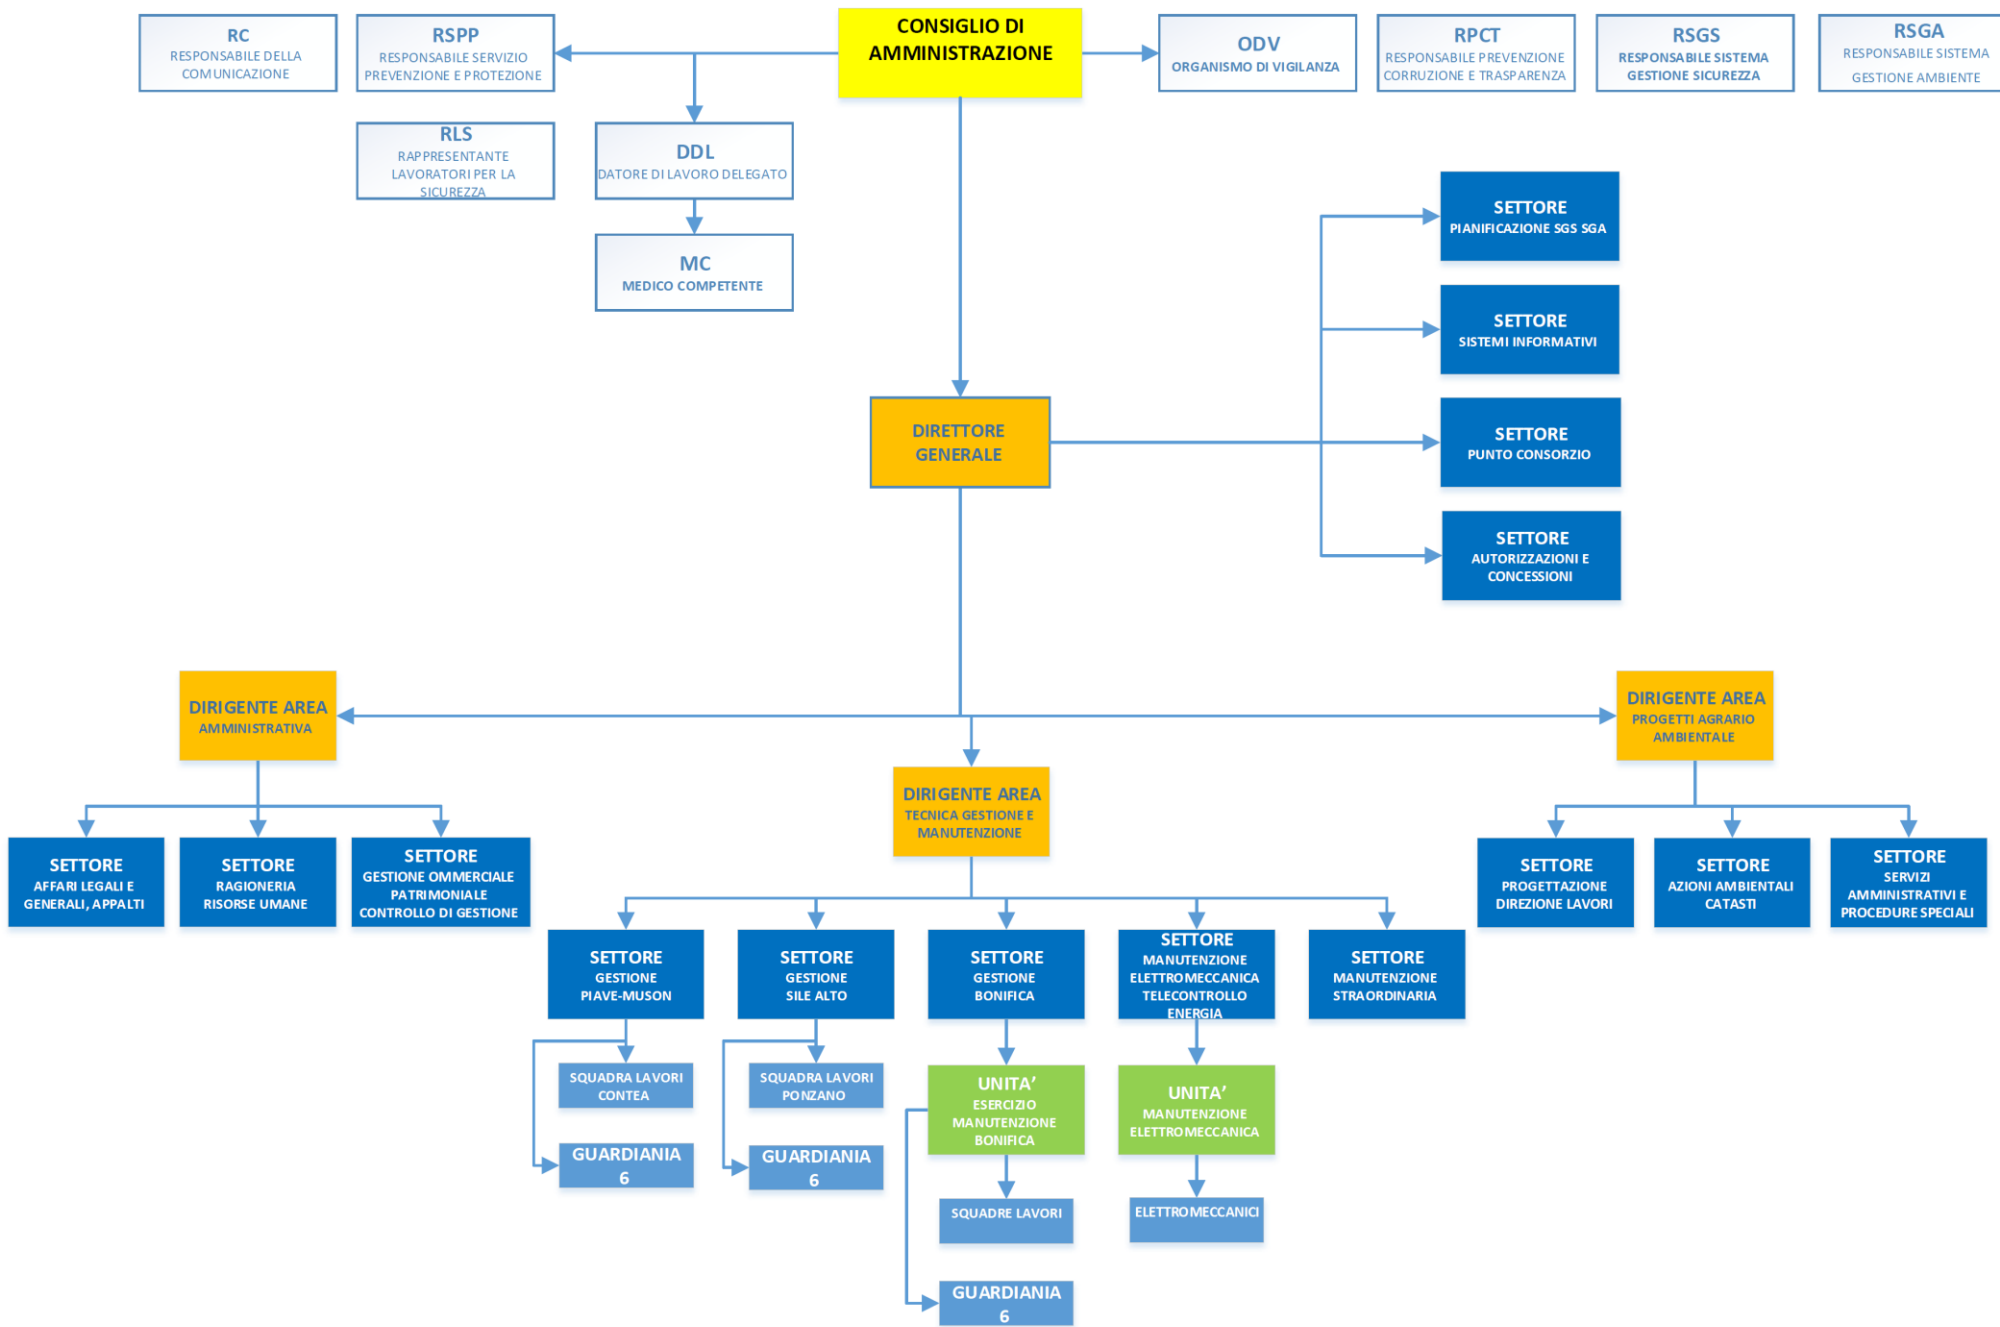 RC
RESPONSABILE DELLA
COMUNICAZIONE
RSPP
RESPONSABILE SERVIZIO
PREVENZIONE E PROTEZIONE
CONSIGLIO DI
AMMINISTRAZIONE
ODV
ORGANISMO DI VIGILANZA
RPCT
RESPONSABILE PREVENZIONE
CORRUZIONE E TRASPARENZA
RSGS
RESPONSABILE SISTEMA
GESTIONE SICUREZZA
RSGA
RESPONSABILE SISTEMA
GESTIONE AMBIENTE
RLS
RAPPRESENTANTE
LAVORATORI PER LA
SICUREZZA
DDL
DATORE DI LAVORO DELEGATO
MC
MEDICO COMPETENTE
SETTORE
PIANIFICAZIONE SGS SGA
SETTORE
SISTEMI INFORMATIVI
DIRETTORE
GENERALE
SETTORE
PUNTO CONSORZIO
SETTORE
AUTORIZZAZIONI E
CONCESSIONI
DIRIGENTE AREA
AMMINISTRATIVA
DIRIGENTE AREA
TECNICA GESTIONE E
MANUTENZIONE
DIRIGENTE AREA
PROGETTI AGRARIO
AMBIENTALE
SETTORE
AFFARI LEGALI E
GENERALI, APPALTI
SETTORE
RAGIONERIA
RISORSE UMANE
SETTORE
GESTIONE OMMERCIALE
PATRIMONIALE
CONTROLLO DI GESTIONE
SETTORE
PROGETTAZIONE
DIREZIONE LAVORI
SETTORE
AZIONI AMBIENTALI
CATASTI
SETTORE
SERVIZI
AMMINISTRATIVI E
PROCEDURE SPECIALI
SETTORE
GESTIONE
PIAVE-MUSON
SETTORE
GESTIONE
SILE ALTO
SETTORE
GESTIONE
BONIFICA
SETTORE
MANUTENZIONE
ELETTROMECCANICA
TELECONTROLLO
ENERGIA
SETTORE
MANUTENZIONE
STRAORDINARIA
SQUADRA LAVORI
CONTEA
SQUADRA LAVORI
PONZANO
UNITA’
ESERCIZIO
MANUTENZIONE
BONIFICA
UNITA’
MANUTENZIONE
ELETTROMECCANICA
GUARDIANIA
6
GUARDIANIA
6
SQUADRE LAVORI
ELETTROMECCANICI
GUARDIANIA
6